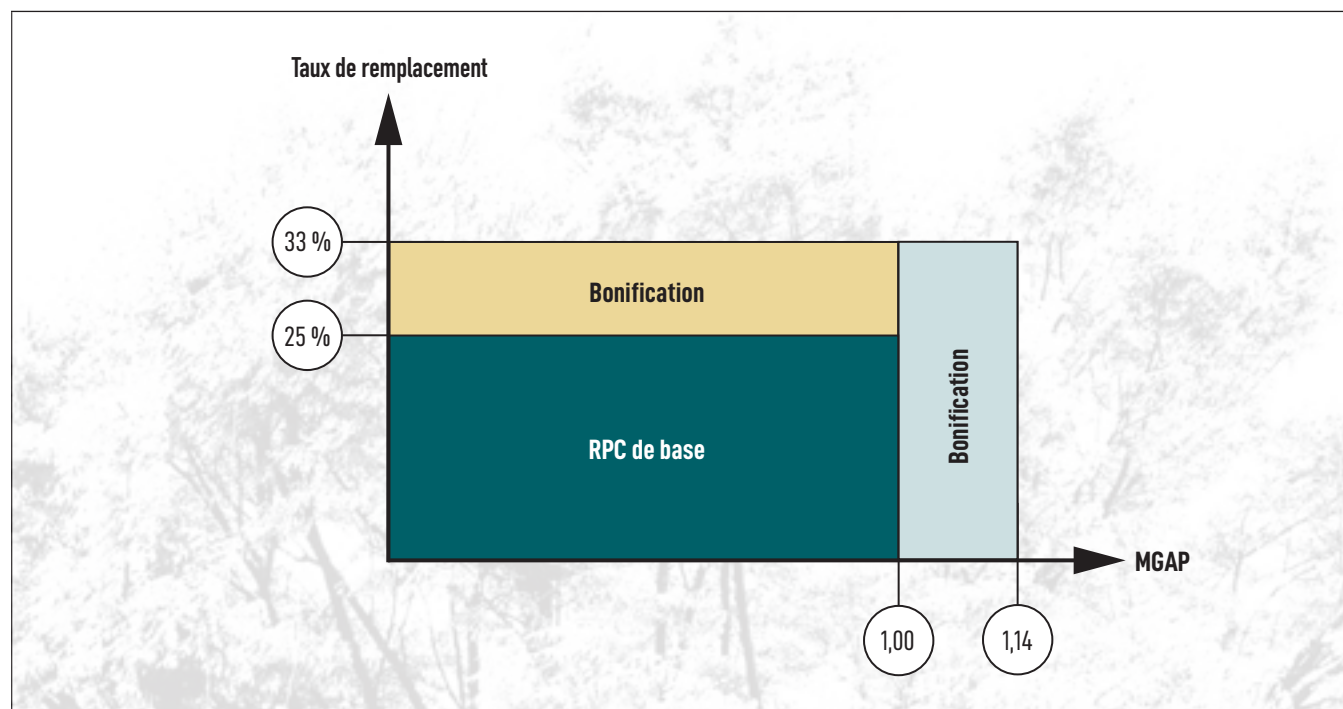 Taux de remplacement
33 %
Bonification
25 %
RPC de base
Bonification
MGAP
1,00
1,14